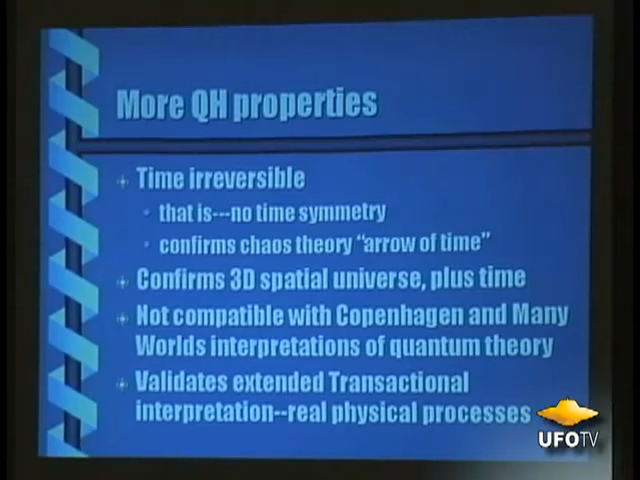 More QH properties
Time irreversible
that is---no time symmetry
confirms chaos theory "arrow of time"
Confirms 3D spatial universe, plus time
Not compatible with Copenhagen and Many
Worlds interpretations of quantum theory
Validates extended Transactional
interpretation--real physical processes
UFOTV